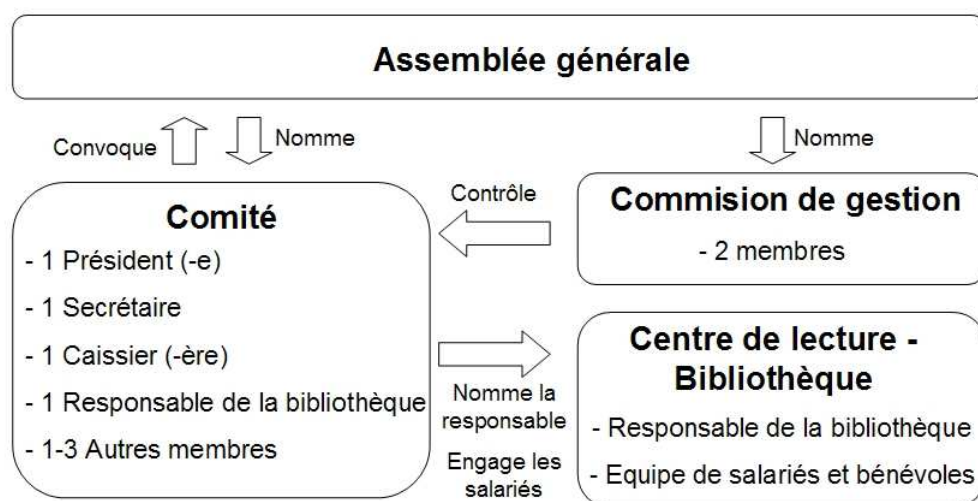 Assemblée générale
Convoque
Nomme
Nomme
Comité
- 1 Président (-e)
- 1 Secrétaire
- 1 Caissier (-ère)
- 1 Responsable de la bibliothèque
- 1-3 Autres membres
Contrôle
Commision de gestion
- 2 membres
Nomme la
responsable
Engage les
salariés
Centre de lecture -
Bibliothèque
- Responsable de la bibliothèque
- Equipe de salariés et bénévoles